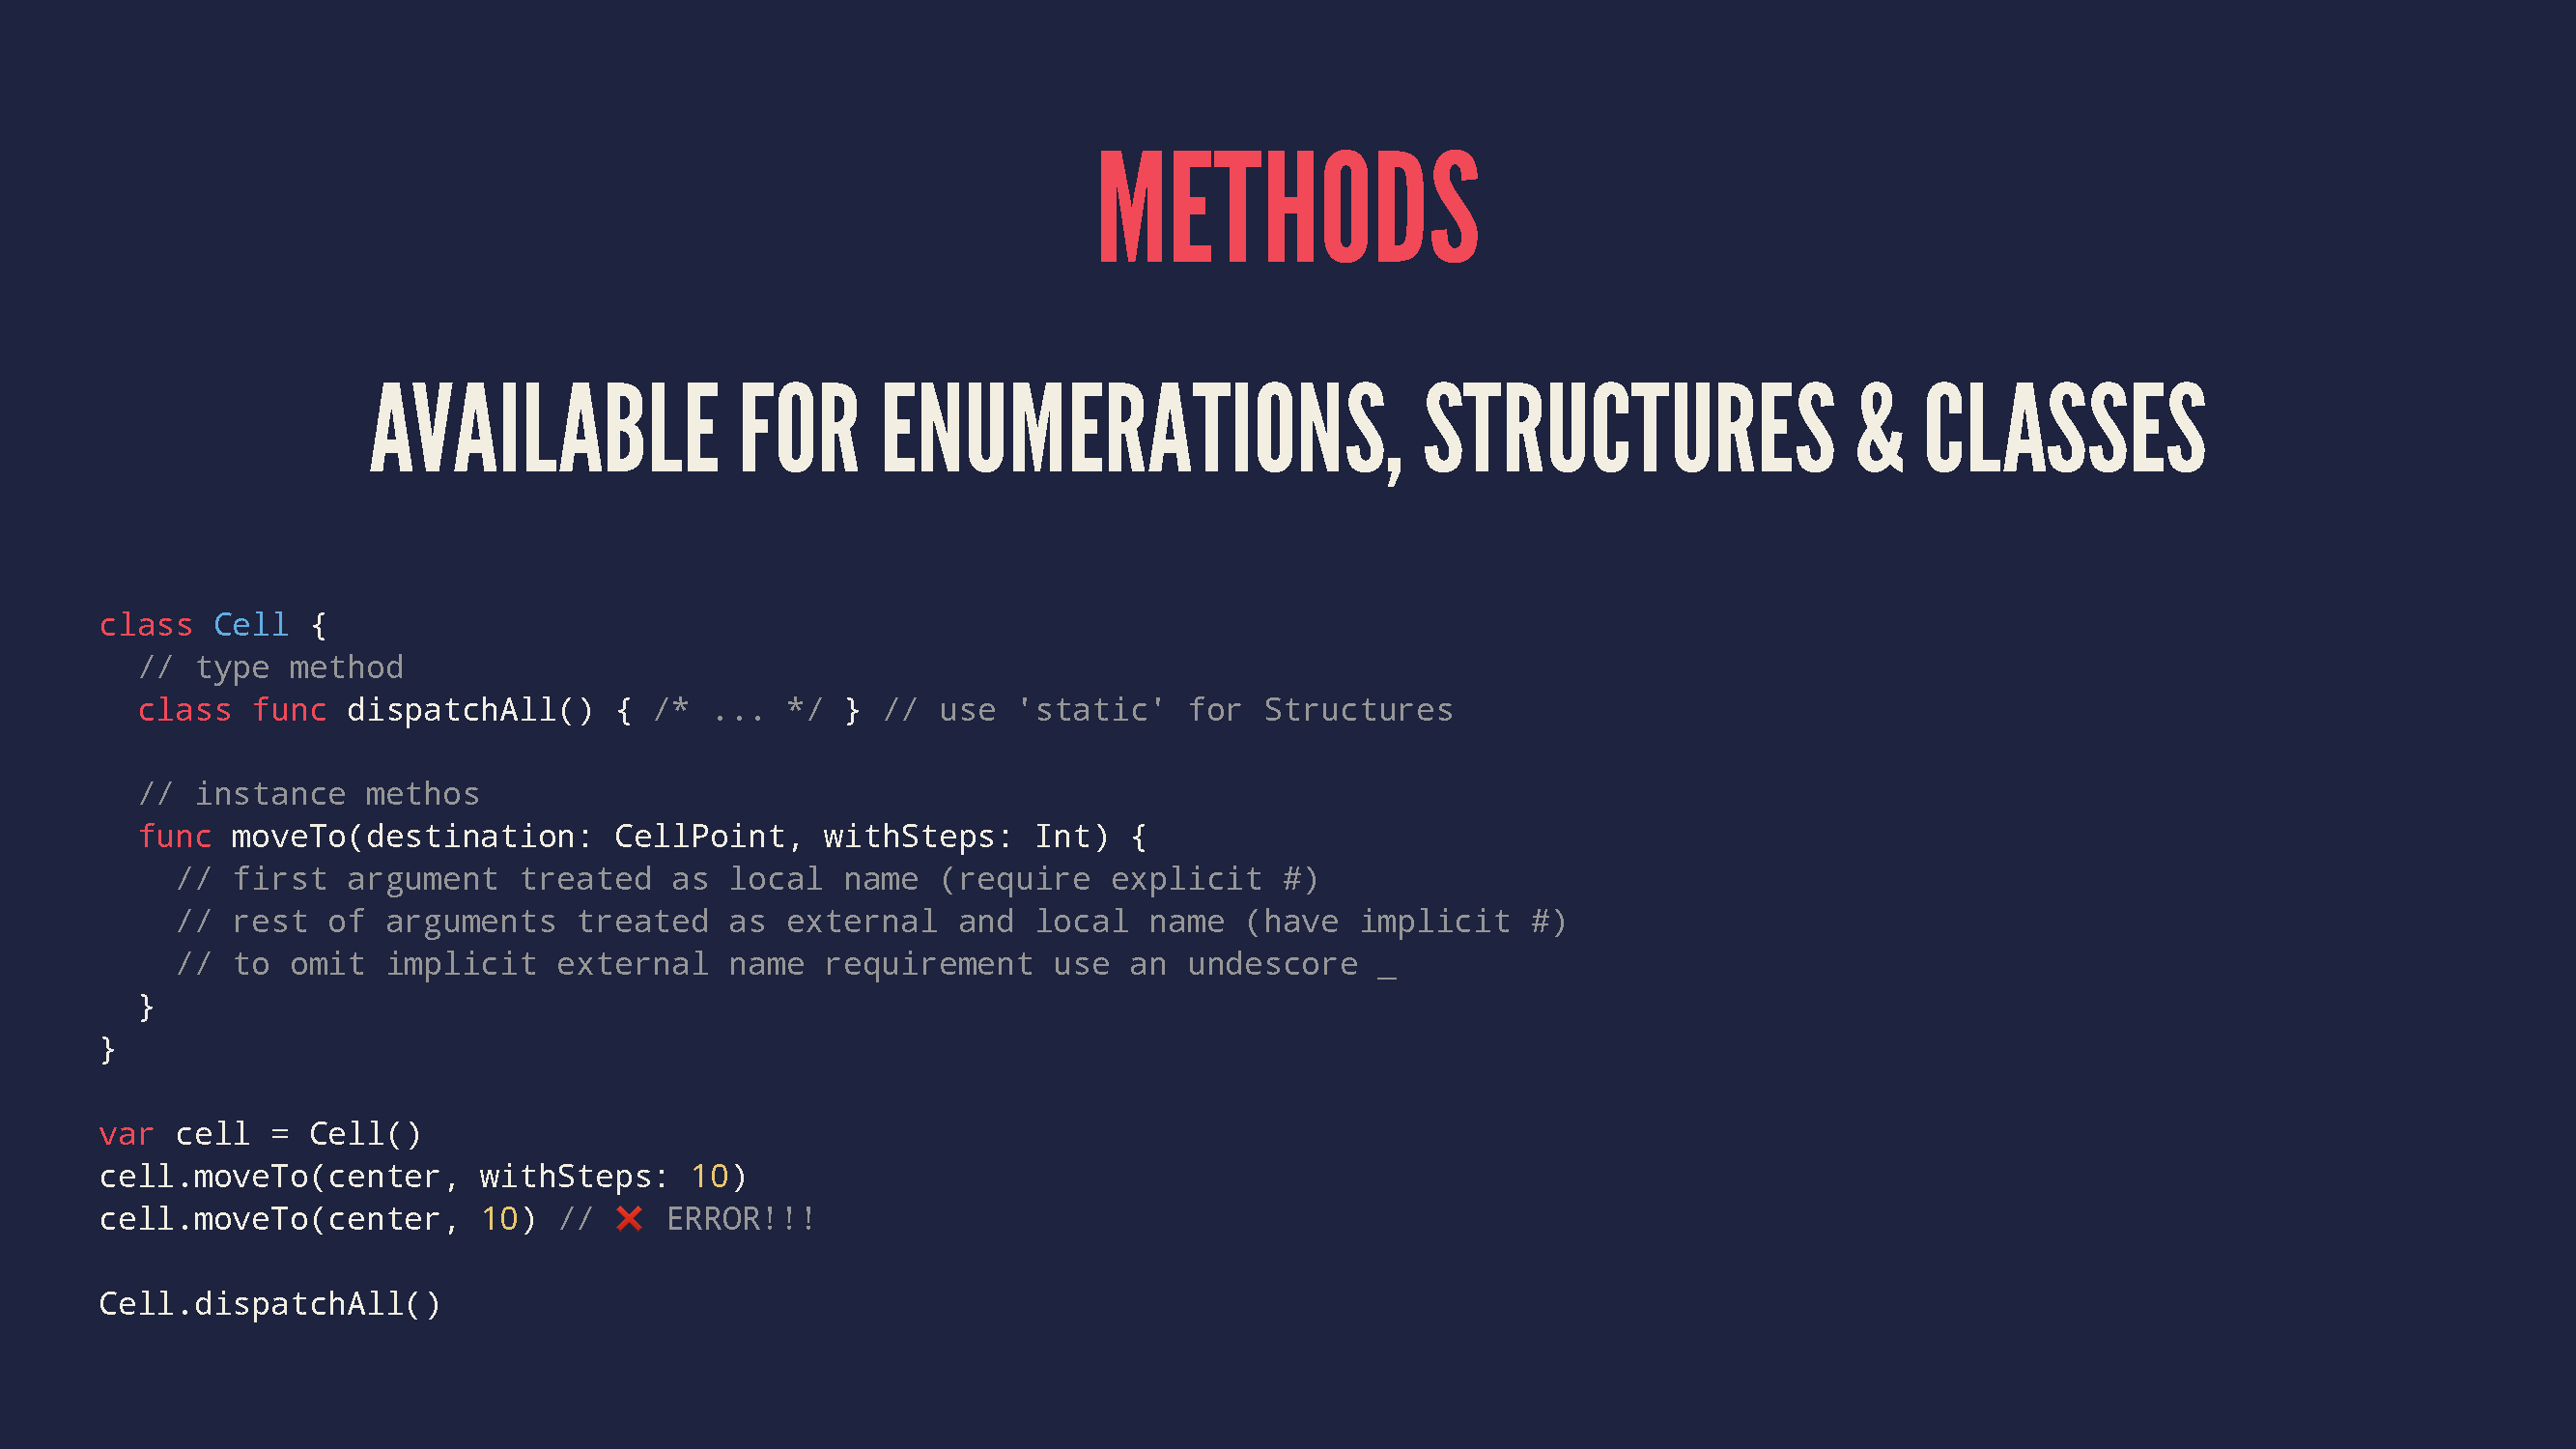 METHODS
AVAILABLE FOR ENUMERATIONS, STRUCTURES & CLASSES
class Cell {
  // type method
  class func dispatchAll() { /* ... */ } // use 'static' for Structures

  // instance methos
  func moveTo(destination: CellPoint, withSteps: Int) {
    // first argument treated as local name (require explicit #)
    // rest of arguments treated as external and local name (have implicit #)
    // to omit implicit external name requirement use an undescore _
  }
}

var cell = Cell()
cell.moveTo(center, withSteps: 10)
cell.moveTo(center, 10) // ❌ ERROR!!!

Cell.dispatchAll()